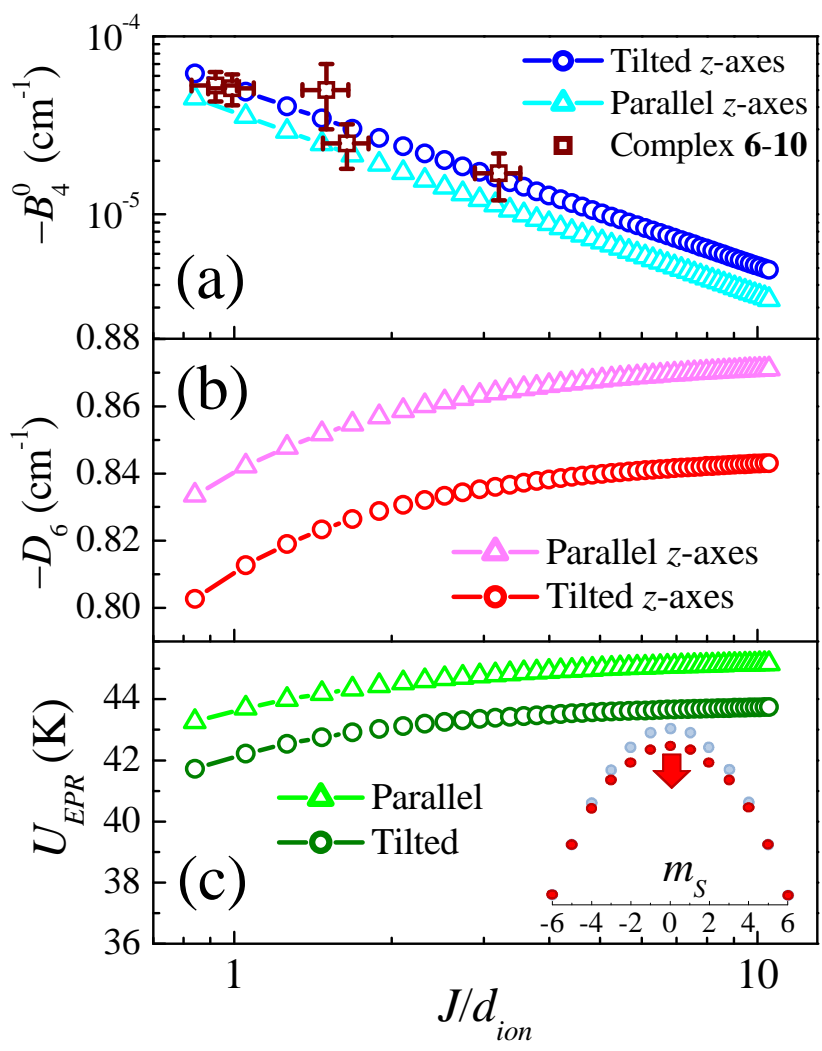 10⁻⁴
(a)
Tilted z-axes
Parallel z-axes
Complex 6-10
−B₄⁰ (cm⁻¹)
10⁻⁵
0.88
(b)
0.86
−D₆ (cm⁻¹)
0.84
0.82
Parallel z-axes
0.80
Tilted z-axes
44
42
U_EPR (K)
Parallel
40
Tilted
38
(c)
m_S
-6 -4 -2 0 2 4 6
36
1 10
J/d_ion